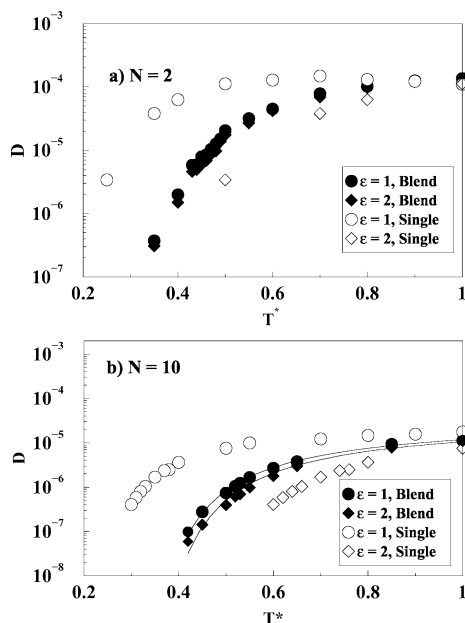 10⁻³
a) N = 2
10⁻⁴
D
10⁻⁵
10⁻⁶
10⁻⁷
ε = 1, Blend
ε = 2, Blend
ε = 1, Single
ε = 2, Single
0.2 0.4 0.6 0.8 1
T*
10⁻³
b) N = 10
10⁻⁴
10⁻⁵
D
10⁻⁶
10⁻⁷
10⁻⁸
ε = 1, Blend
ε = 2, Blend
ε = 1, Single
ε = 2, Single
0.2 0.4 0.6 0.8 1
T*